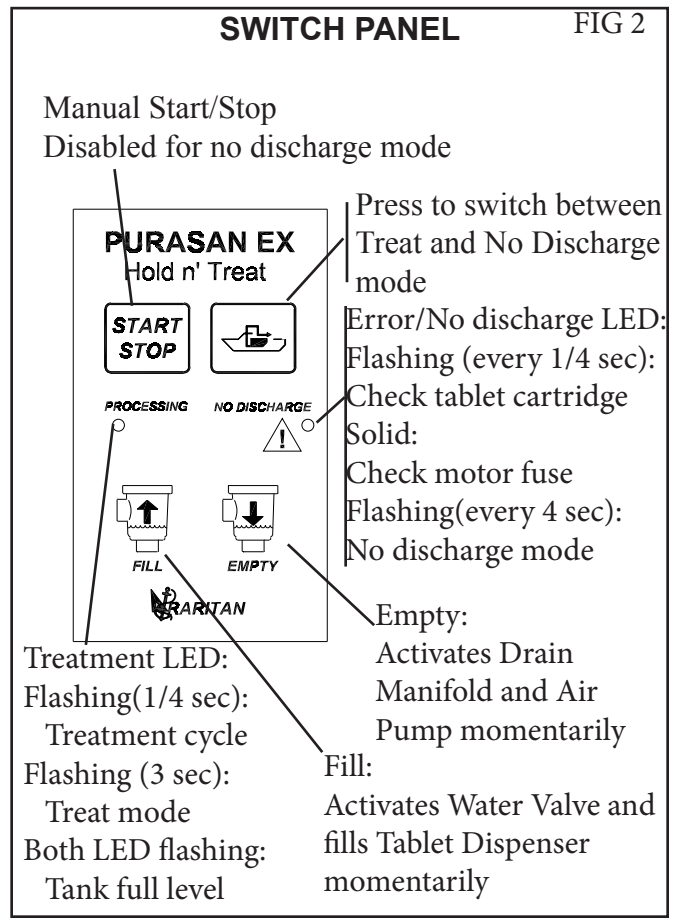 SWITCH PANEL
FIG 2
Manual Start/Stop
Disabled for no discharge mode
Press to switch between
Treat and No Discharge
mode
PURASAN EX
Hold n' Treat
START
STOP
PROCESSING
NO DISCHARGE
!
FILL
EMPTY
RARITAN
Error/No discharge LED:
Flashing (every 1/4 sec):
Check tablet cartridge
Solid:
Check motor fuse
Flashing(every 4 sec):
No discharge mode
Empty:
Activates Drain
Manifold and Air
Pump momentarily
Treatment LED:
Flashing(1/4 sec):
Treatment cycle
Flashing (3 sec):
Treat mode
Both LED flashing:
Tank full level
Fill:
Activates Water Valve and
fills Tablet Dispenser
momentarily